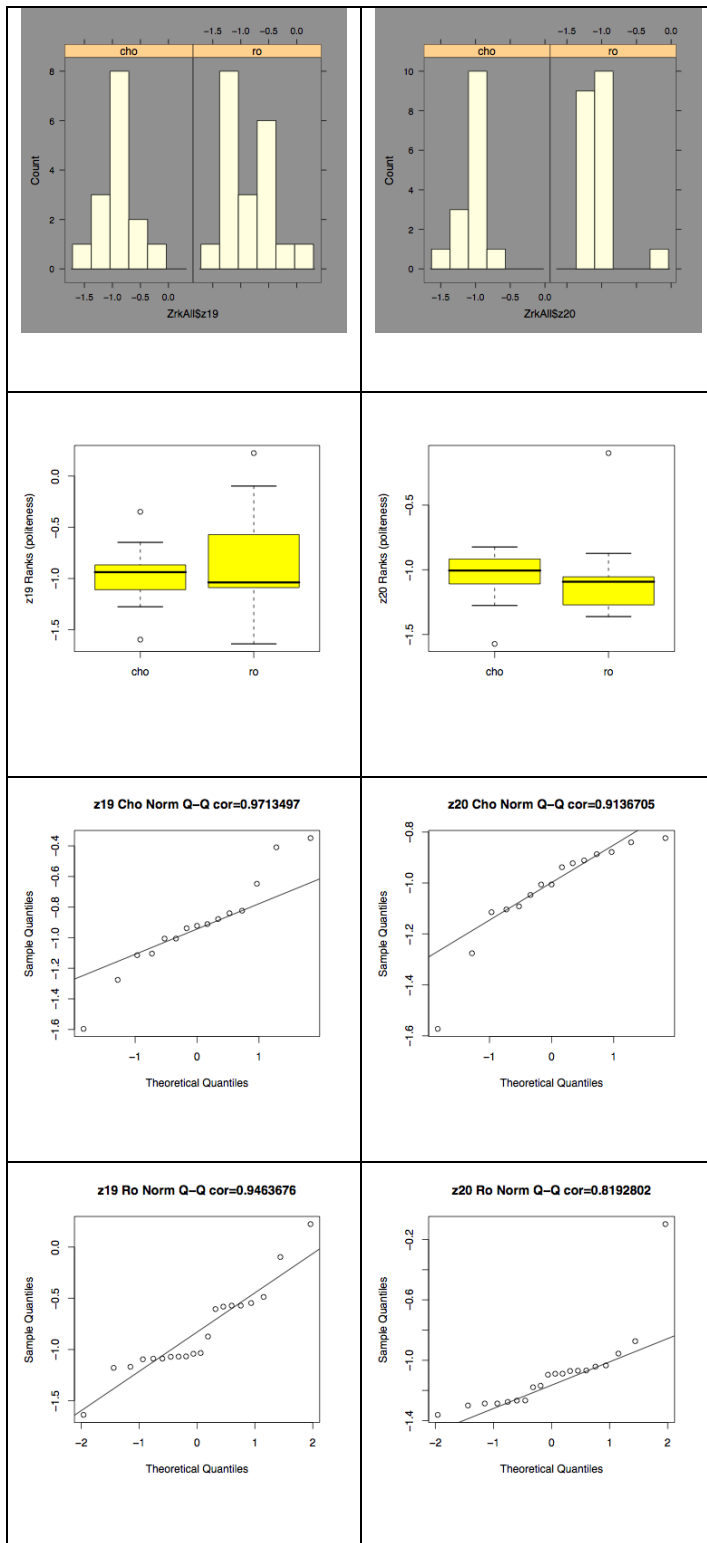 −1.5 −1.0 −0.5 0.0
cho ro
0 2 4 6 8
Count
−1.5 −1.0 −0.5 0.0
ZrkAll$z19
−1.5 −1.0 −0.5 0.0
cho ro
0 2 4 6 8 10
Count
−1.5 −1.0 −0.5 0.0
ZrkAll$z20
z19 Ranks (politeness)
−1.5 −1.0 −0.5 0.0
cho ro
z20 Ranks (politeness)
−1.5 −1.0 −0.5
cho ro
z19 Cho Norm Q−Q cor=0.9713497
Sample Quantiles
−1.6 −1.4 −1.2 −1.0 −0.8 −0.6 −0.4
−1 0 1
Theoretical Quantiles
z20 Cho Norm Q−Q cor=0.9136705
Sample Quantiles
−1.6 −1.4 −1.2 −1.0 −0.8
−1 0 1
Theoretical Quantiles
z19 Ro Norm Q−Q cor=0.9463676
Sample Quantiles
−1.5 −1.0 −0.5 0.0
−2 −1 0 1 2
Theoretical Quantiles
z20 Ro Norm Q−Q cor=0.8192802
Sample Quantiles
−1.4 −1.0 −0.6 −0.2
−2 −1 0 1 2
Theoretical Quantiles